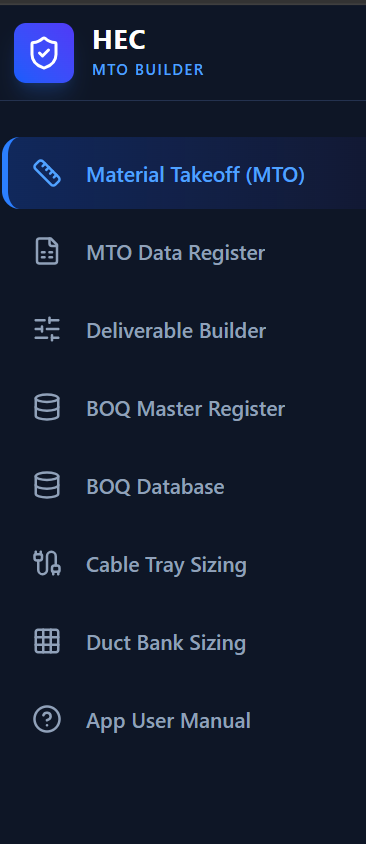 HEC
MTO BUILDER
Material Takeoff (MTO)
MTO Data Register
Deliverable Builder
BOQ Master Register
BOQ Database
Cable Tray Sizing
Duct Bank Sizing
App User Manual